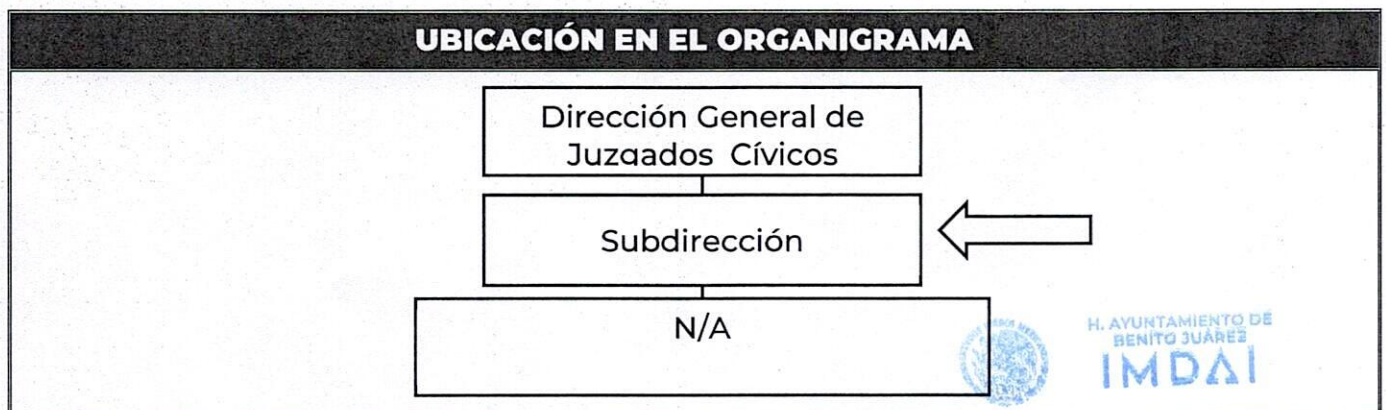 UBICACIÓN EN EL ORGANIGRAMA
Dirección General de
Juzgados Cívicos
Subdirección
N/A
H. AYUNTAMIENTO DE
BENITO JUÁREZ
IMDAI